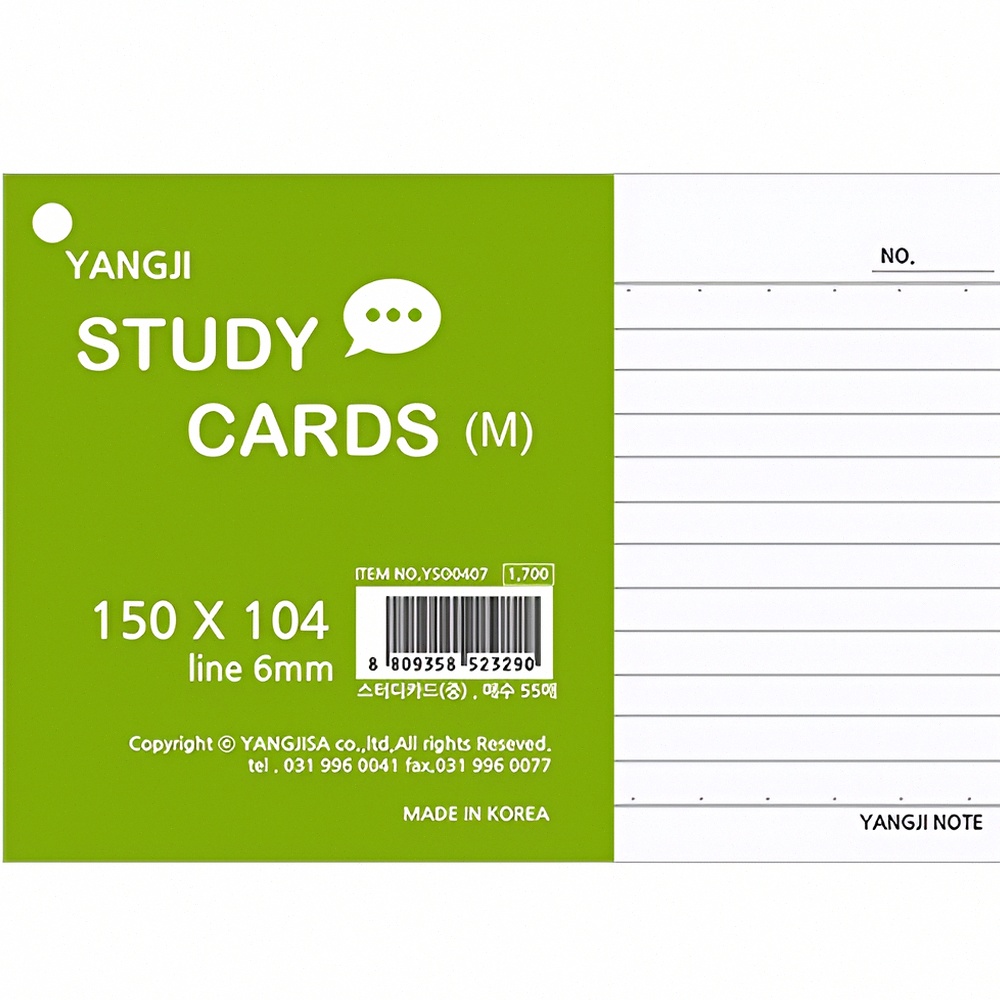 YANGJI
STUDY
CARDS (M)
NO.
ITEM NO.YSO0407 1,700
150 X 104
line 6mm
8 809358 523290
스터디카드(중) . 매수 55매
Copyright © YANGJISA co.,ltd.All rights Reseved.
tel . 031 996 0041 fax.031 996 0077
MADE IN KOREA
YANGJI NOTE